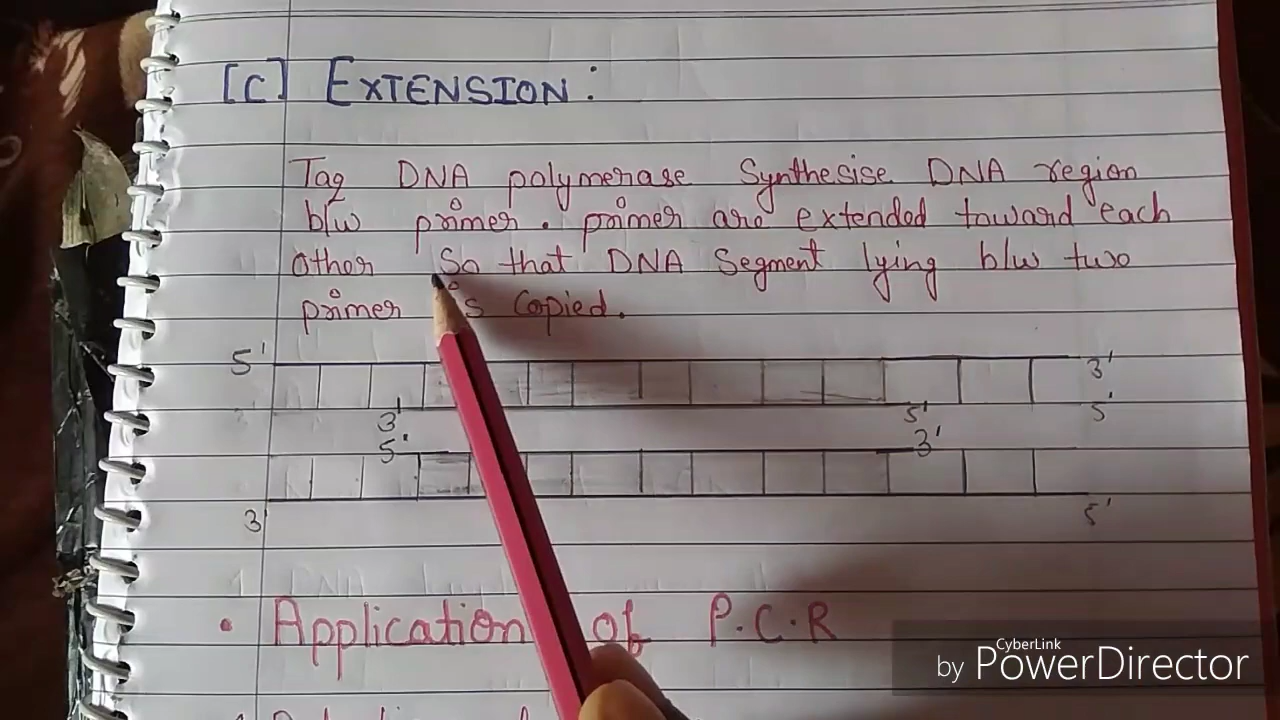 [C] EXTENSION:
Taq DNA polymerase Synthesise DNA region
b/w primer. primer are extended toward each
other So that DNA Segment lying b/w two
primer is Copied.
5' 3'
3' 5' 5'
5' 3'
3 5'
• Application of P.C.R
CyberLink
by PowerDirector